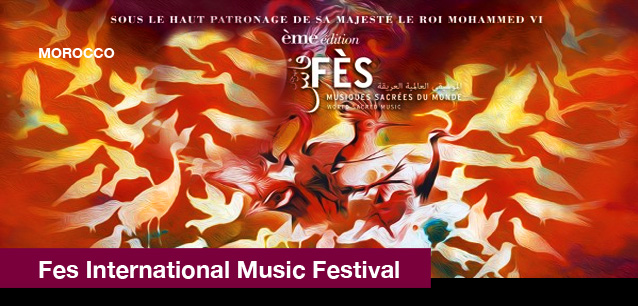 SOUS LE HAUT PATRONAGE DE SA MAJESTÉ LE ROI MOHAMMED VI
ème édition
MOROCCO
FÈS
الموسيقى العالمية العريقة
MUSIQUES SACRÉES DU MONDE
WORLD SACRED MUSIC
Fes International Music Festival